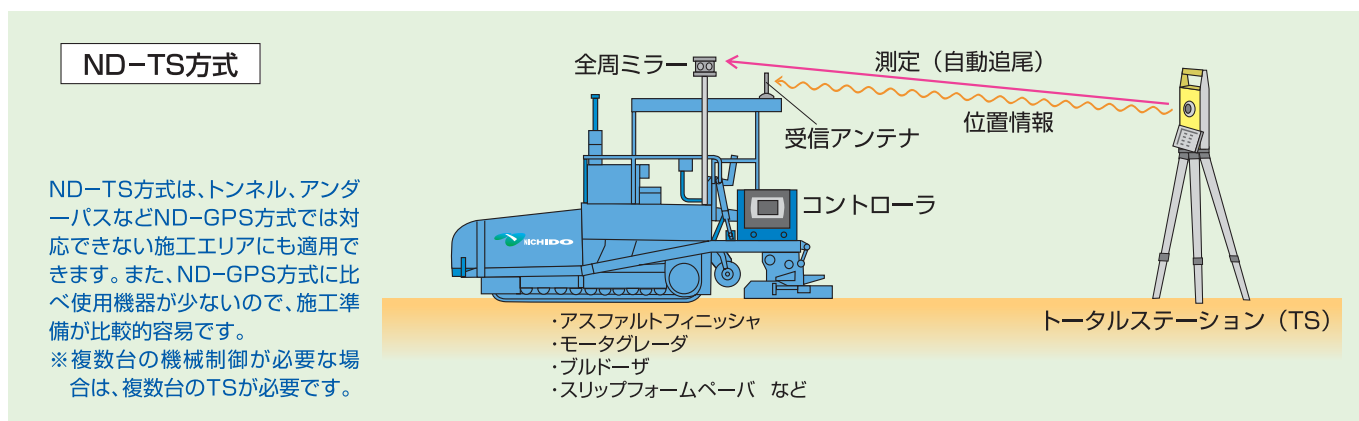 ND−TS方式
全周ミラー
測定（自動追尾）
位置情報
受信アンテナ
コントローラ
NICHIDO
ND−TS方式は、トンネル、アンダ
ーパスなどND−GPS方式では対
応できない施工エリアにも適用で
きます。また、ND−GPS方式に比
べ使用機器が少ないので、施工準
備が比較的容易です。
※複数台の機械制御が必要な場
合は、複数台のTSが必要です。
・アスファルトフィニッシャ
・モータグレーダ
・ブルドーザ
・スリップフォームペーバ　など
トータルステーション（TS）